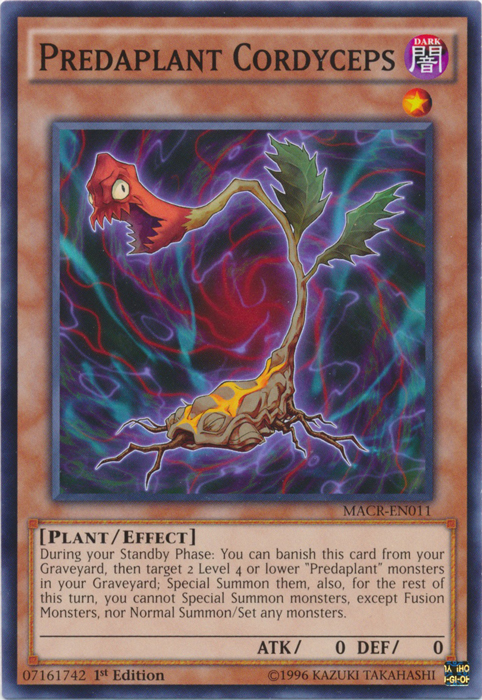 PREDAPLANT CORDYCEPS
DARK
闇
MACR-EN011
[PLANT/EFFECT]
During your Standby Phase: You can banish this card from your
Graveyard, then target 2 Level 4 or lower "Predaplant" monsters
in your Graveyard; Special Summon them, also, for the rest of
this turn, you cannot Special Summon monsters, except Fusion
Monsters, nor Normal Summon/Set any monsters.
ATK/ 0 DEF/ 0
07161742 1st Edition ©1996 KAZUKI TAKAHASHI